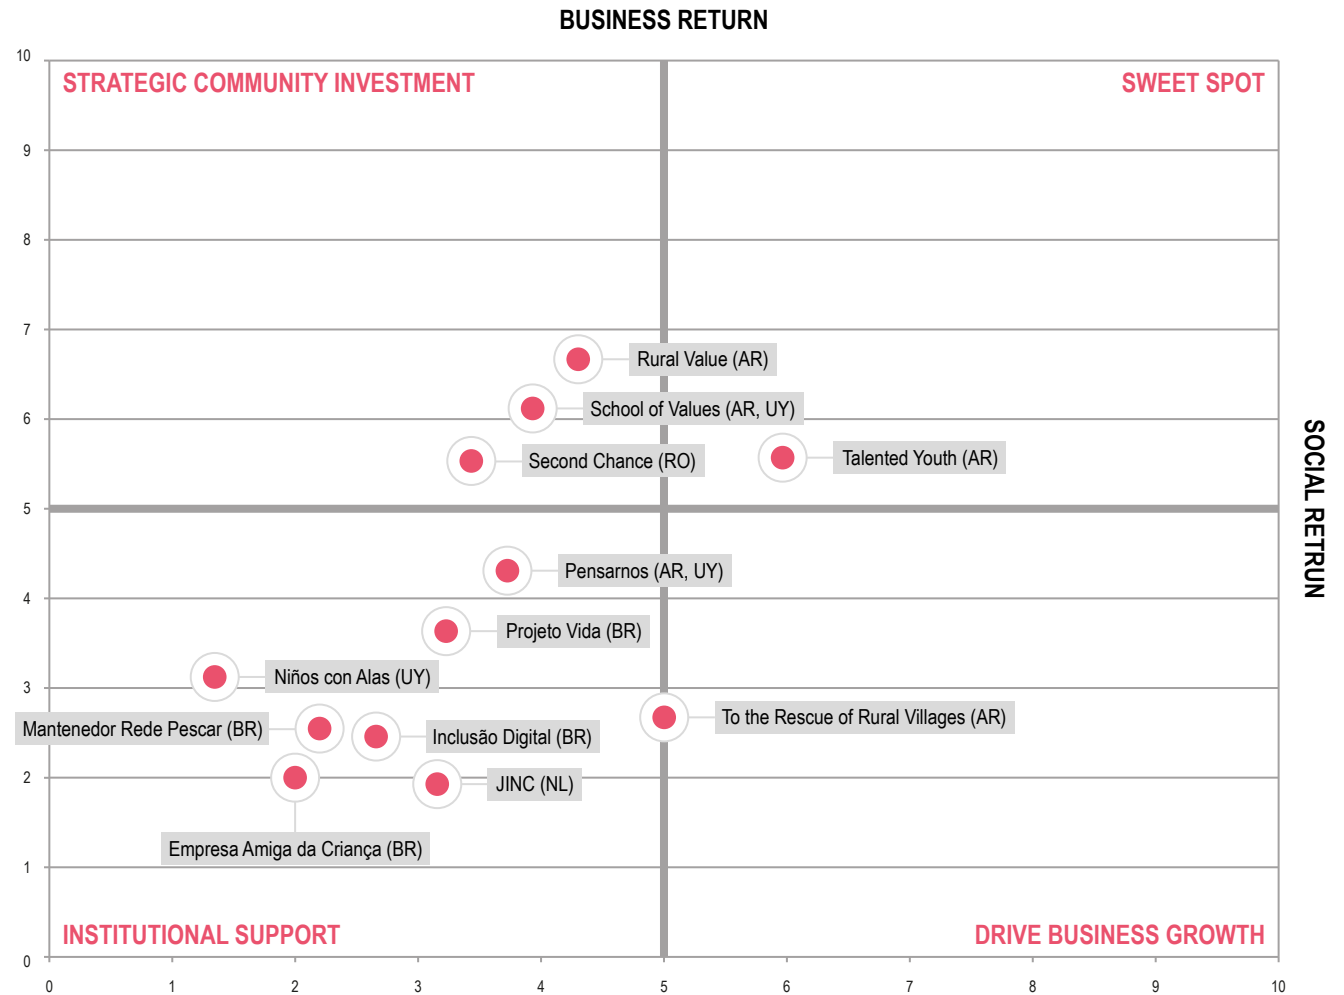 BUSINESS RETURN
10
STRATEGIC COMMUNITY INVESTMENT
SWEET SPOT
9
8
7
Rural Value (AR)
School of Values (AR, UY)
6
Second Chance (RO)
Talented Youth (AR)
SOCIAL RETRUN
5
Pensarnos (AR, UY)
4
Projeto Vida (BR)
Niños con Alas (UY)
3
Mantenedor Rede Pescar (BR)
Inclusão Digital (BR)
To the Rescue of Rural Villages (AR)
2
JINC (NL)
Empresa Amiga da Criança (BR)
1
INSTITUTIONAL SUPPORT
DRIVE BUSINESS GROWTH
0
0 1 2 3 4 5 6 7 8 9 10